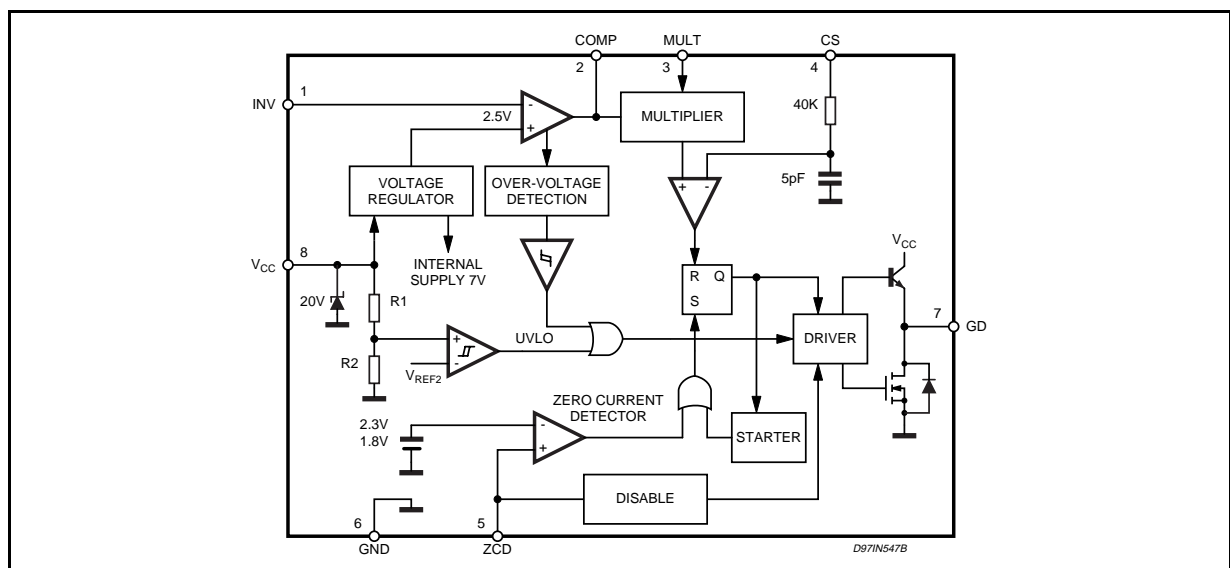 COMP
MULT
CS
2
3
4
1
INV
2.5V
-
+
MULTIPLIER
40K
VOLTAGE
REGULATOR
OVER-VOLTAGE
DETECTION
+
-
5pF
8
VCC
INTERNAL
SUPPLY 7V
20V
R1
R Q
S
VCC
7
GD
DRIVER
UVLO
R2
+
-
VREF2
ZERO CURRENT
DETECTOR
2.3V
1.8V
-
+
STARTER
DISABLE
6
5
GND
ZCD
D97IN547B